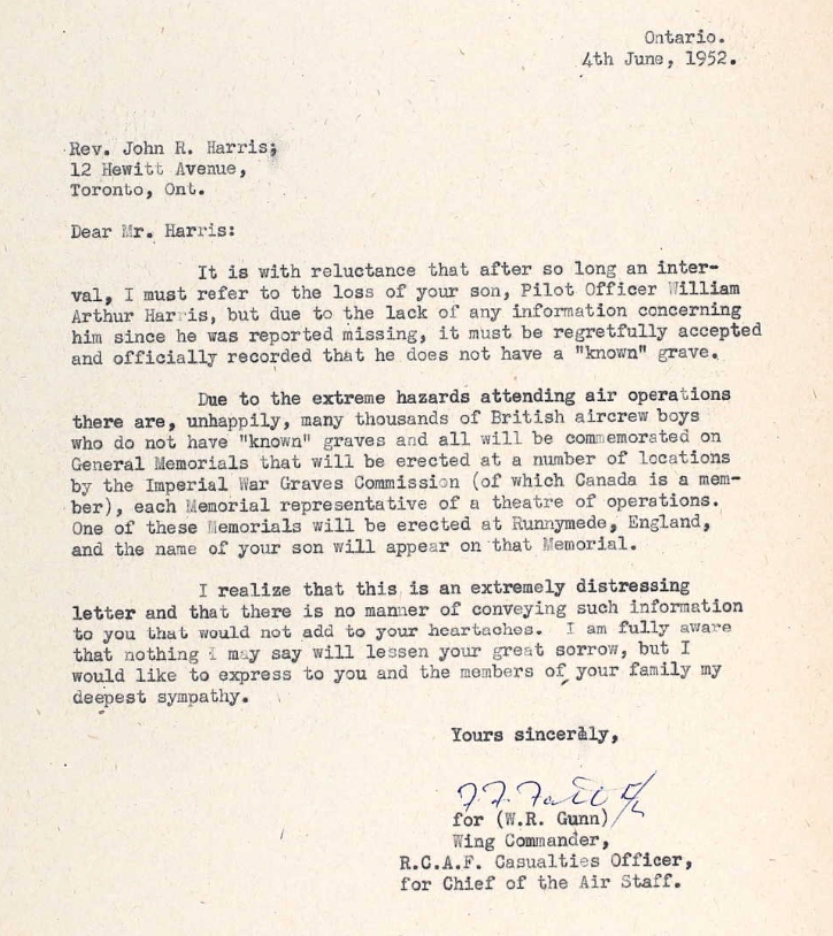 Ontario.
4th June, 1952.
Rev. John R. Harris;
12 Hewitt Avenue,
Toronto, Ont.
Dear Mr. Harris:
It is with reluctance that after so long an inter-
val, I must refer to the loss of your son, Pilot Officer William
Arthur Harris, but due to the lack of any information concerning
him since he was reported missing, it must be regretfully accepted
and officially recorded that he does not have a "known" grave.
Due to the extreme hazards attending air operations
there are, unhappily, many thousands of British aircrew boys
who do not have "known" graves and all will be commemorated on
General Memorials that will be erected at a number of locations
by the Imperial War Graves Commission (of which Canada is a mem-
ber), each Memorial representative of a theatre of operations.
One of these Memorials will be erected at Runnymede, England,
and the name of your son will appear on that Memorial.
I realize that this is an extremely distressing
letter and that there is no manner of conveying such information
to you that would not add to your heartaches. I am fully aware
that nothing i may say will lessen your great sorrow, but I
would like to express to you and the members of your family my
deepest sympathy.
Yours sincerely,
for (W.R. Gunn)
Wing Commander,
R.C.A.F. Casualties Officer,
for Chief of the Air Staff.